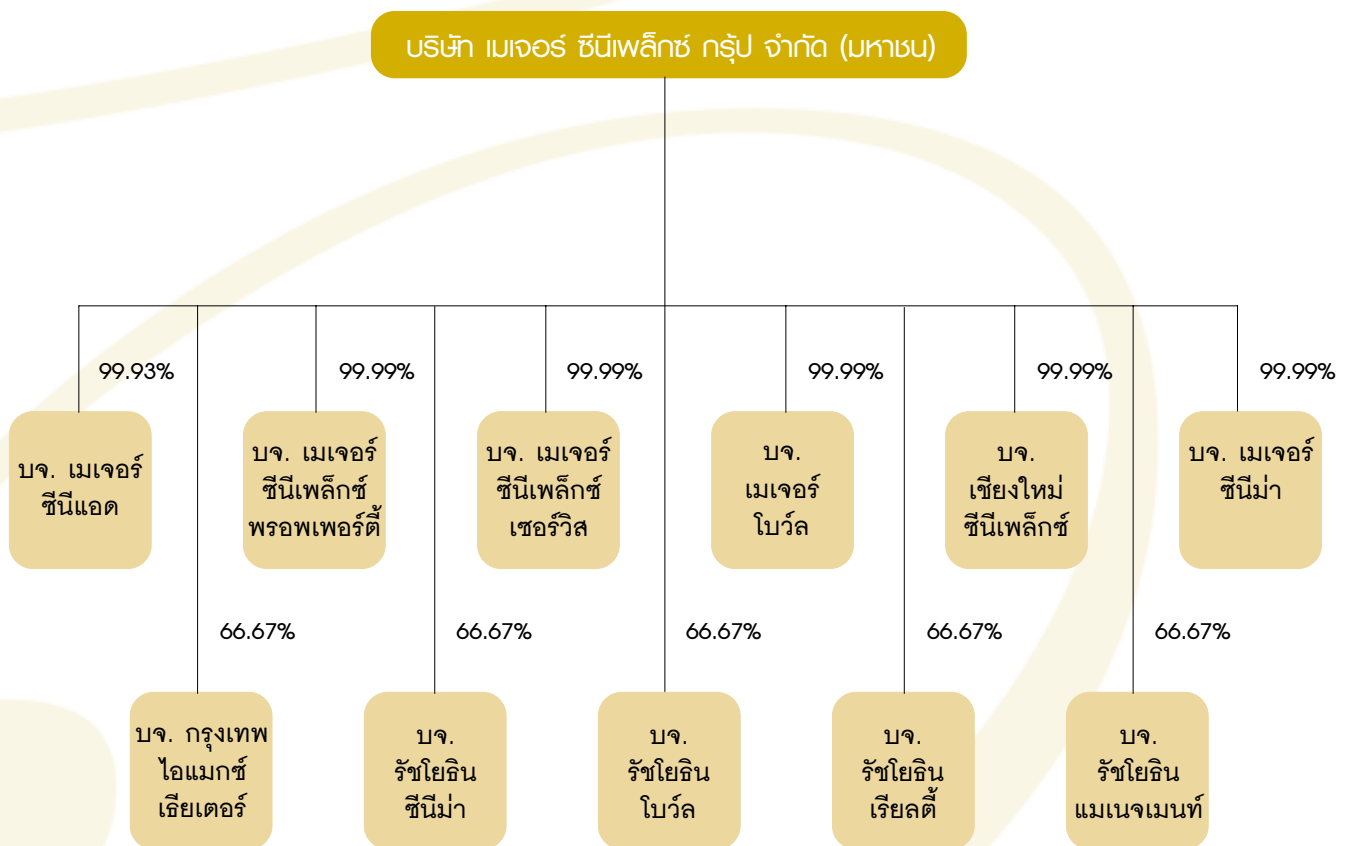 บริษัท เมเจอร์ ซีนีเพล็กซ์ กรุ้ป จำกัด (มหาชน)
99.93%
99.99%
99.99%
99.99%
99.99%
99.99%
บจ. เมเจอร์
ซีนีแอด
บจ. เมเจอร์
ซีนีเพล็กซ์
พรอพเพอร์ตี้
บจ. เมเจอร์
ซีนีเพล็กซ์
เซอร์วิส
บจ.
เมเจอร์
โบว์ล
บจ.
เชียงใหม่
ซีนีเพล็กซ์
บจ. เมเจอร์
ซีนีม่า
66.67%
66.67%
66.67%
66.67%
66.67%
บจ. กรุงเทพ
ไอแมกซ์
เธียเตอร์
บจ.
รัชโยธิน
ซีนีม่า
บจ.
รัชโยธิน
โบว์ล
บจ.
รัชโยธิน
เรียลตี้
บจ.
รัชโยธิน
แมเนจเมนท์